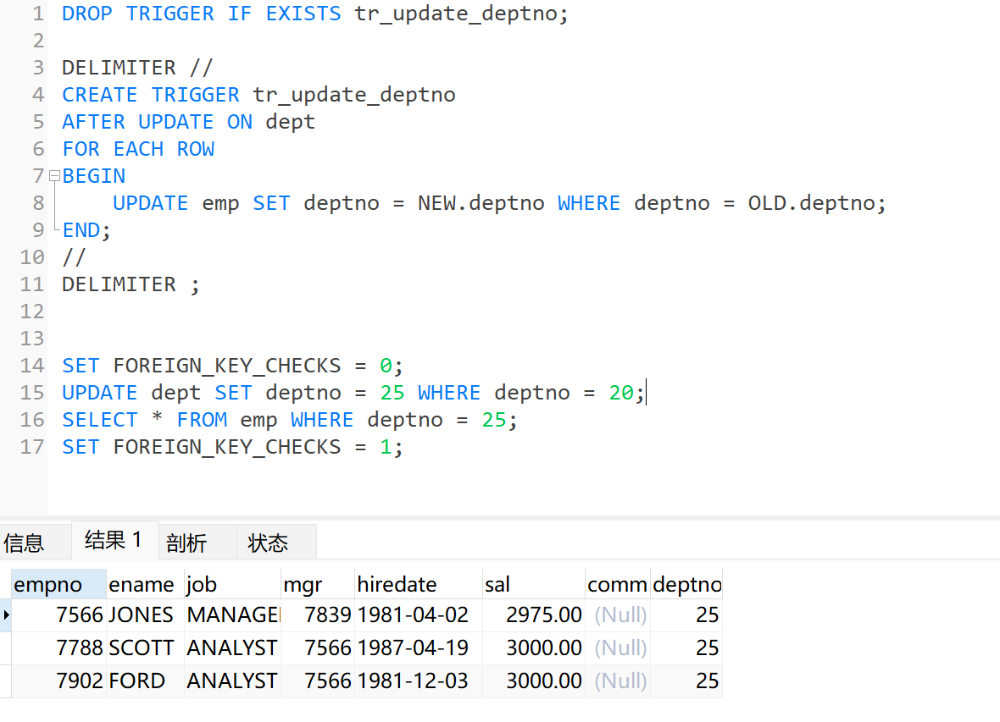 1 DROP TRIGGER IF EXISTS tr_update_deptno;
2
3 DELIMITER //
4 CREATE TRIGGER tr_update_deptno
5 AFTER UPDATE ON dept
6 FOR EACH ROW
7 BEGIN
8 UPDATE emp SET deptno = NEW.deptno WHERE deptno = OLD.deptno;
9 END;
10 //
11 DELIMITER ;
12
13
14 SET FOREIGN_KEY_CHECKS = 0;
15 UPDATE dept SET deptno = 25 WHERE deptno = 20;
16 SELECT * FROM emp WHERE deptno = 25;
17 SET FOREIGN_KEY_CHECKS = 1;
信息 结果 1 剖析 状态
empno ename job mgr hiredate sal comm deptno
7566 JONES MANAGE 7839 1981-04-02 2975.00 (Null) 25
7788 SCOTT ANALYST 7566 1987-04-19 3000.00 (Null) 25
7902 FORD ANALYST 7566 1981-12-03 3000.00 (Null) 25